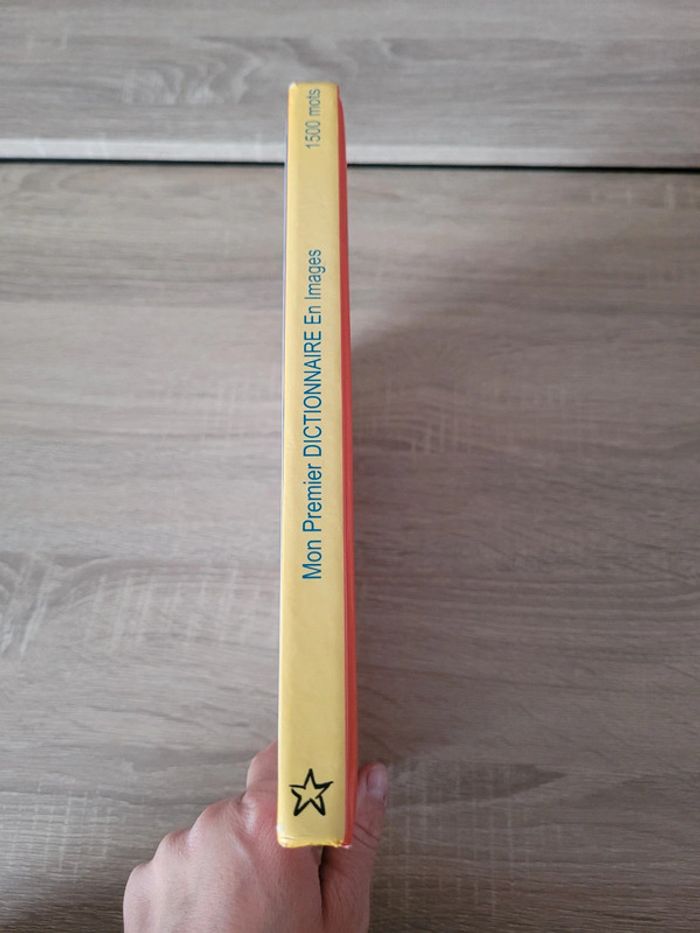 Mon Premier DICTIONNAIRE En Images
1500 mots